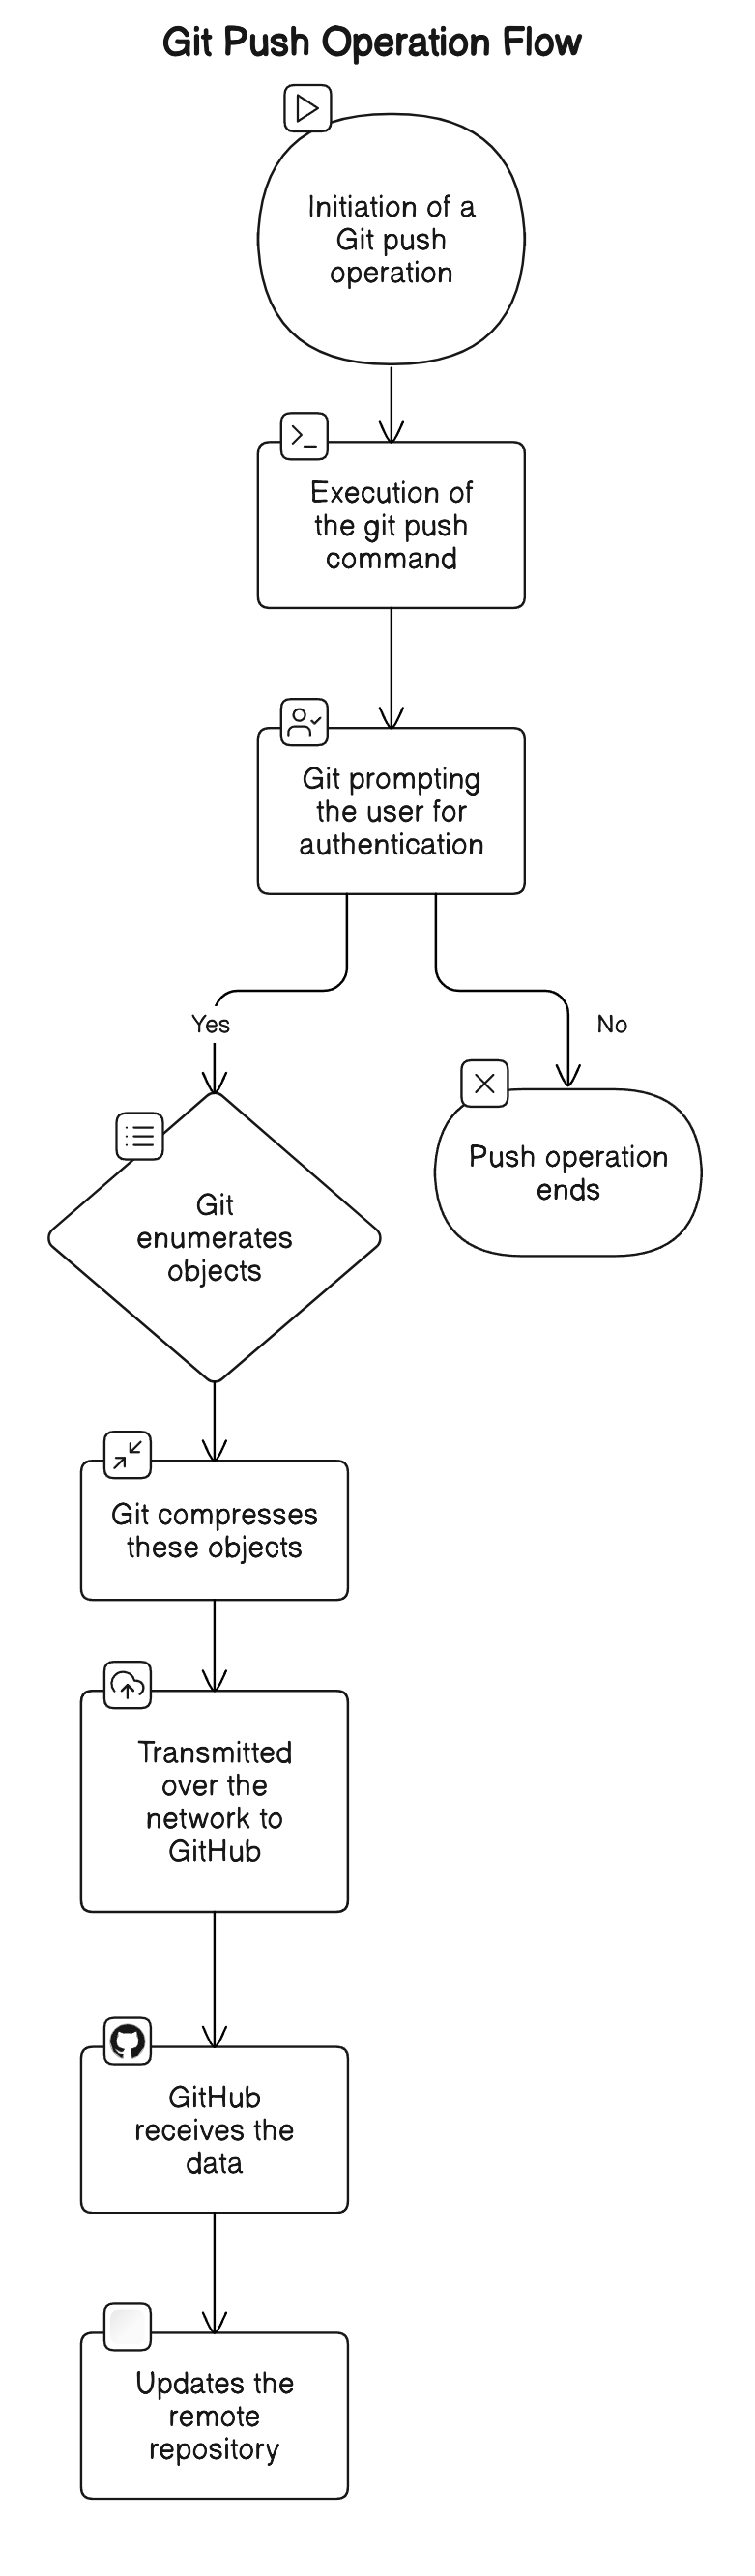 Git Push Operation Flow
Initiation of a
Git push
operation
Execution of
the git push
command
Git prompting
the user for
authentication
Yes
No
Push operation
ends
Git
enumerates
objects
Git compresses
these objects
Transmitted
over the
network to
GitHub
GitHub
receives the
data
Updates the
remote
repository